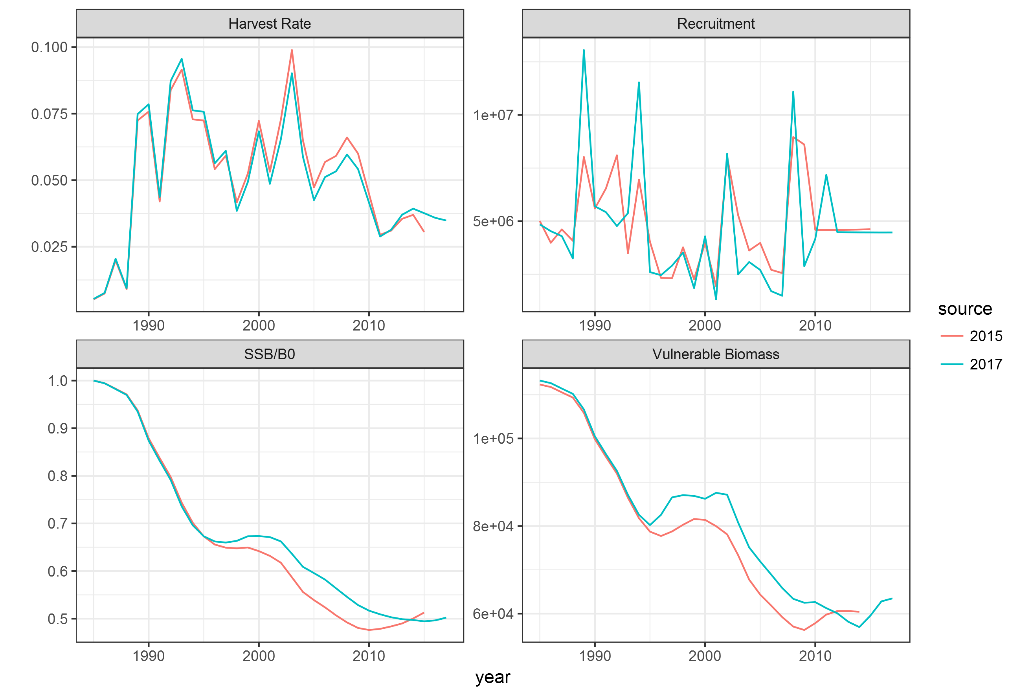 Harvest Rate
Recruitment
0.100
0.075
0.050
0.025
1e+07
5e+06
1990 2000 2010
1990 2000 2010
source
2015
2017
SSB/B0
Vulnerable Biomass
1.0
0.9
0.8
0.7
0.6
0.5
1e+05
8e+04
6e+04
1990 2000 2010
1990 2000 2010
year